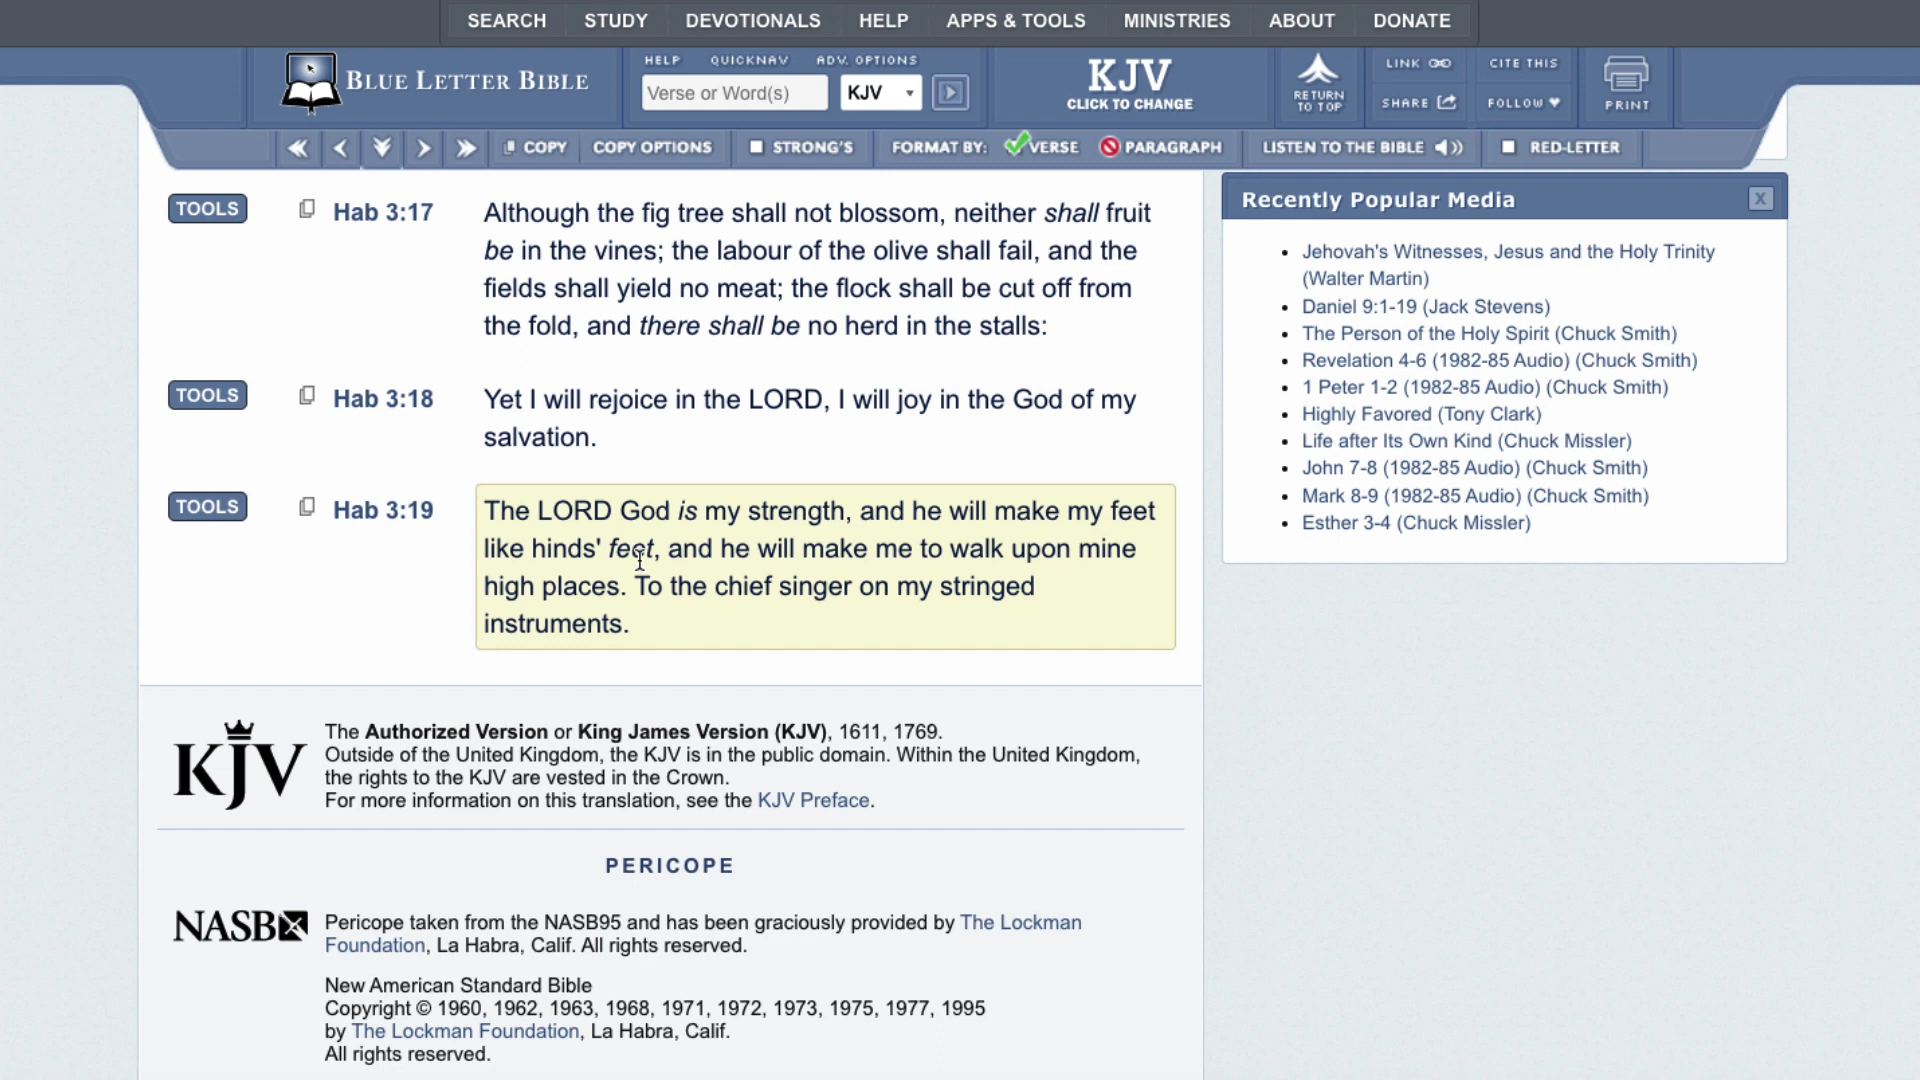 SEARCH STUDY DEVOTIONALS HELP APPS & TOOLS MINISTRIES ABOUT DONATE
BLUE LETTER BIBLE
HELP QUICKNAV ADV. OPTIONS
Verse or Word(s) KJV
KJV
CLICK TO CHANGE
RETURN
TO TOP
LINK
SHARE
CITE THIS
FOLLOW
PRINT
COPY COPY OPTIONS STRONG'S FORMAT BY: VERSE PARAGRAPH LISTEN TO THE BIBLE RED-LETTER
TOOLS Hab 3:17 Although the fig tree shall not blossom, neither shall fruit
be in the vines; the labour of the olive shall fail, and the
fields shall yield no meat; the flock shall be cut off from
the fold, and there shall be no herd in the stalls:
TOOLS Hab 3:18 Yet I will rejoice in the LORD, I will joy in the God of my
salvation.
TOOLS Hab 3:19 The LORD God is my strength, and he will make my feet
like hinds' feet, and he will make me to walk upon mine
high places. To the chief singer on my stringed
instruments.
Recently Popular Media X
Jehovah's Witnesses, Jesus and the Holy Trinity
(Walter Martin)
Daniel 9:1-19 (Jack Stevens)
The Person of the Holy Spirit (Chuck Smith)
Revelation 4-6 (1982-85 Audio) (Chuck Smith)
1 Peter 1-2 (1982-85 Audio) (Chuck Smith)
Highly Favored (Tony Clark)
Life after Its Own Kind (Chuck Missler)
John 7-8 (1982-85 Audio) (Chuck Smith)
Mark 8-9 (1982-85 Audio) (Chuck Smith)
Esther 3-4 (Chuck Missler)
KJV
The Authorized Version or King James Version (KJV), 1611, 1769.
Outside of the United Kingdom, the KJV is in the public domain. Within the United Kingdom,
the rights to the KJV are vested in the Crown.
For more information on this translation, see the KJV Preface.
PERICOPE
NASB
Pericope taken from the NASB95 and has been graciously provided by The Lockman
Foundation, La Habra, Calif. All rights reserved.
New American Standard Bible
Copyright © 1960, 1962, 1963, 1968, 1971, 1972, 1973, 1975, 1977, 1995
by The Lockman Foundation, La Habra, Calif.
All rights reserved.